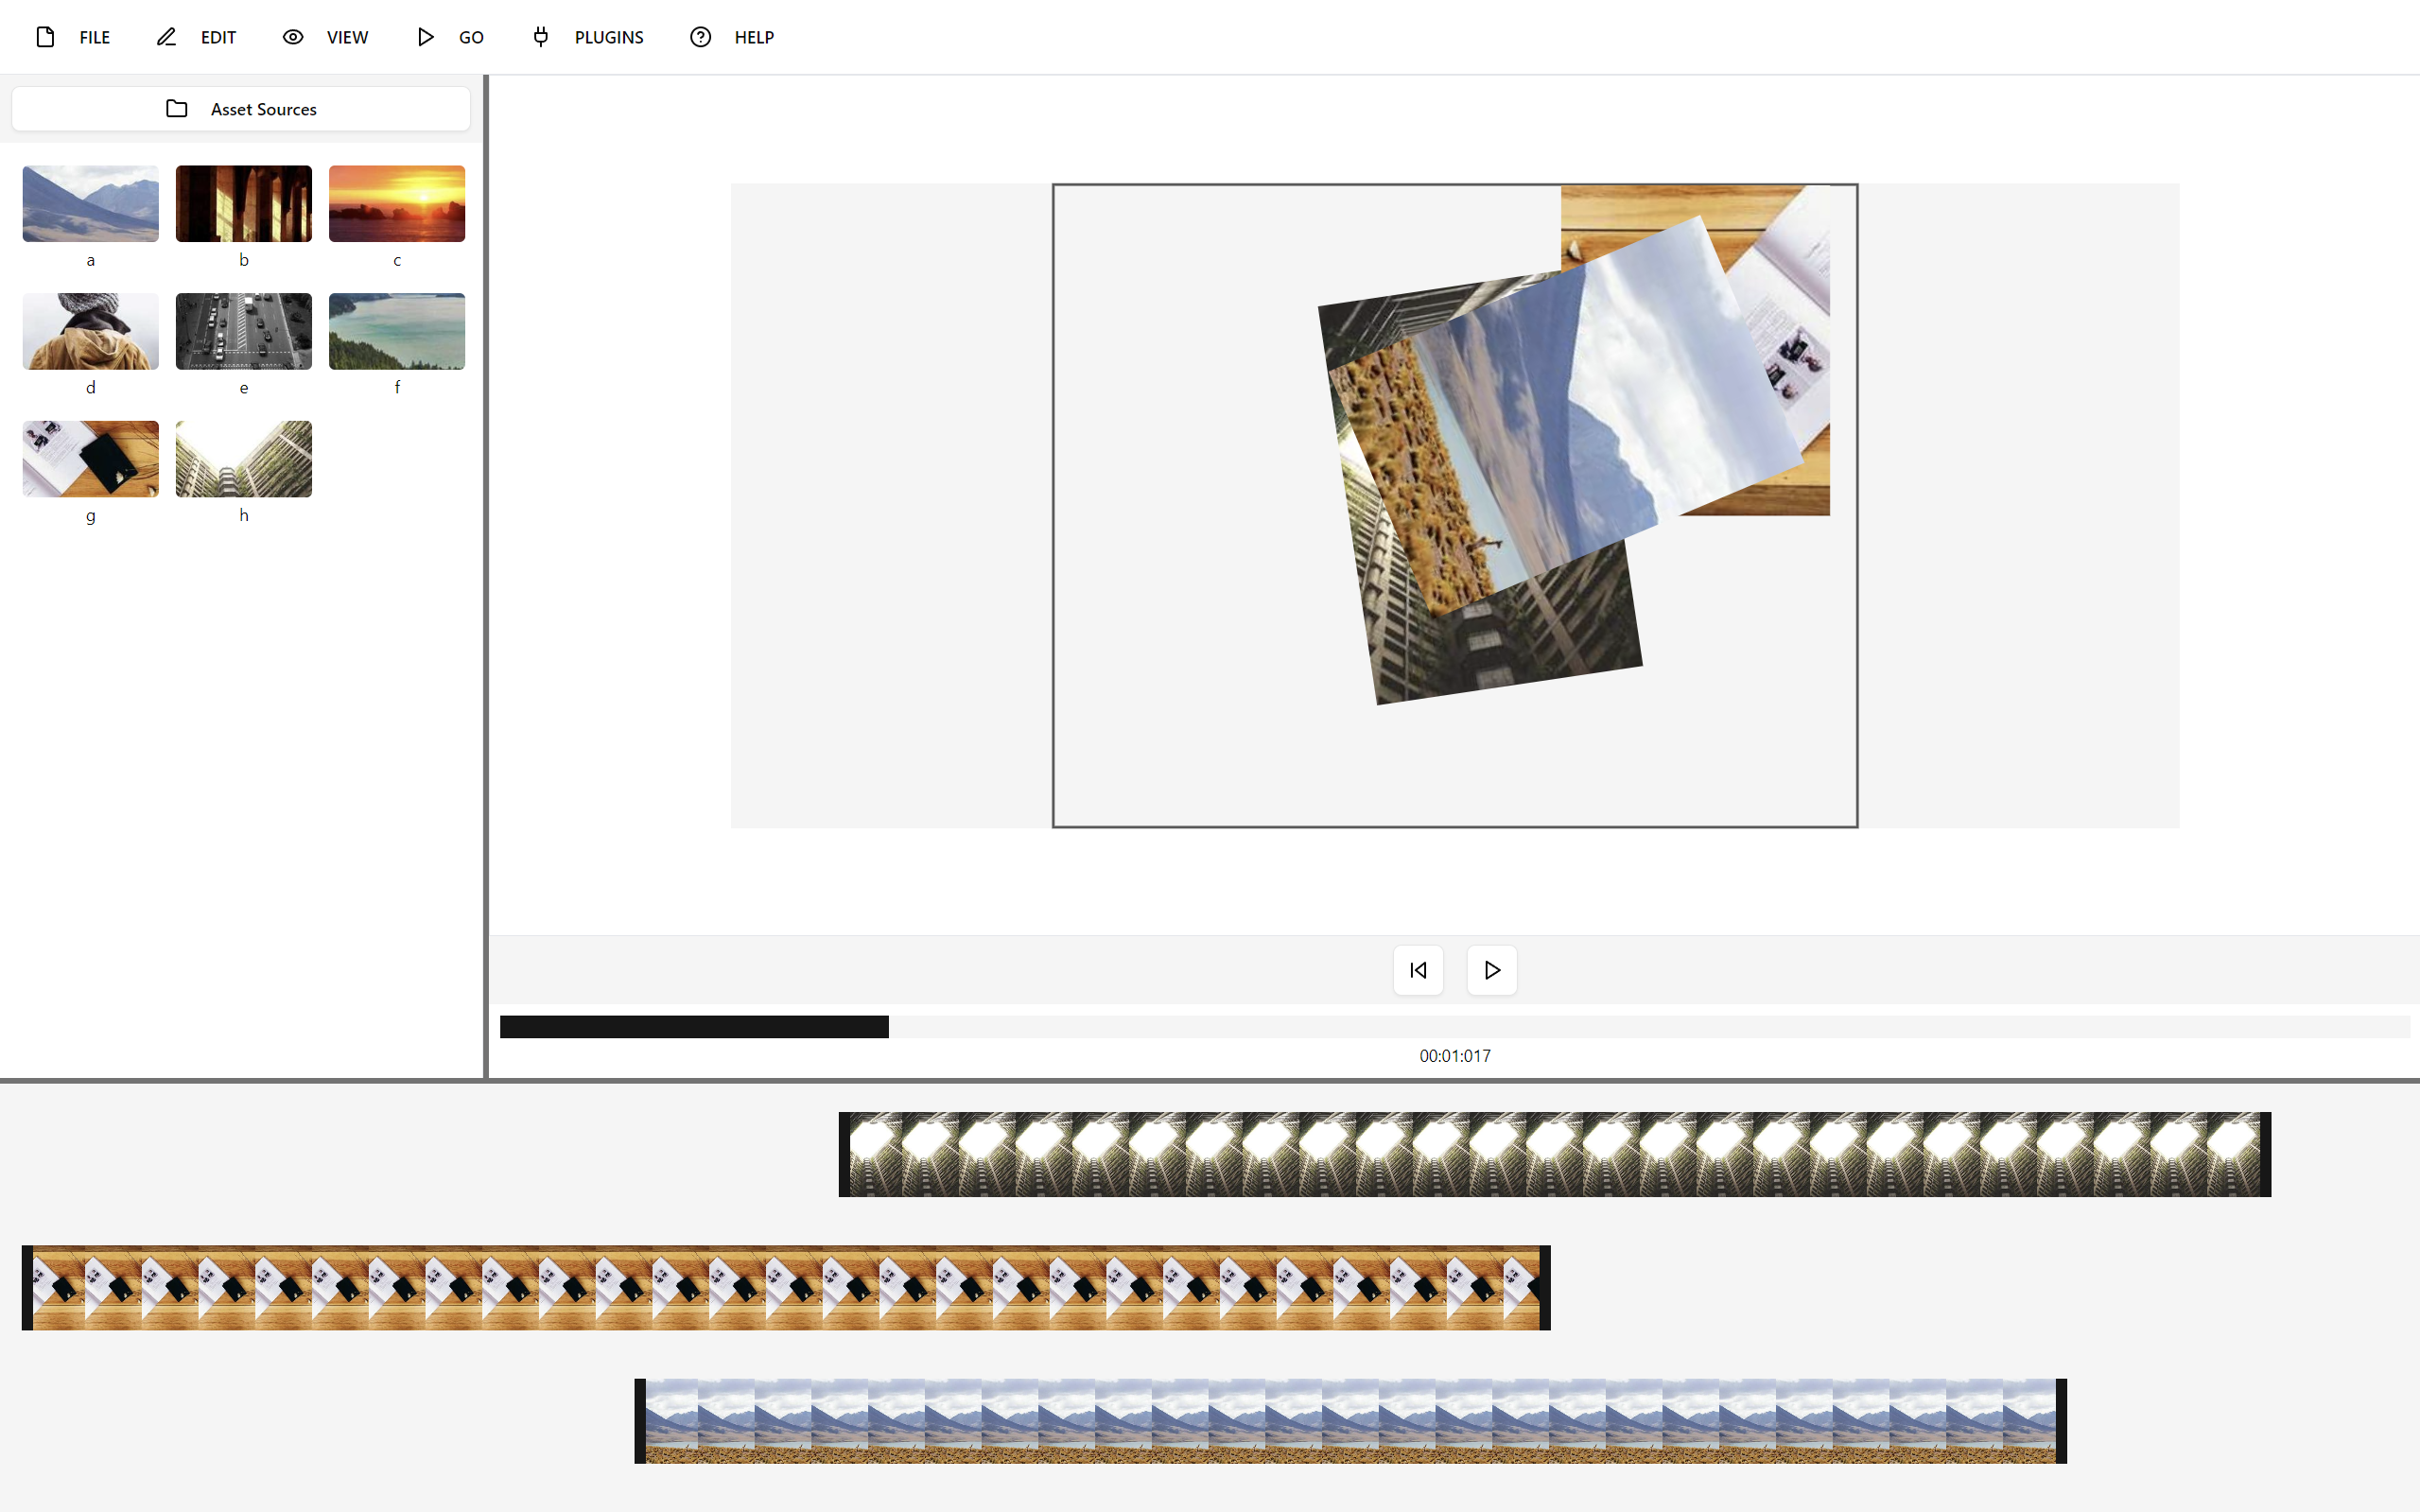 FILE EDIT VIEW GO PLUGINS HELP
Asset Sources
a b c
d e f
g h
00:01:017